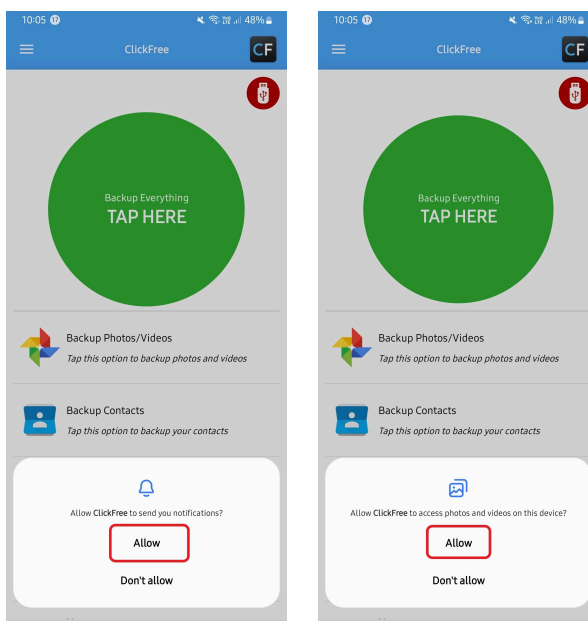 10:05 17
48%
ClickFree
CF
Backup Everything
TAP HERE
Backup Photos/Videos
Tap this option to backup photos and videos
Backup Contacts
Tap this option to backup your contacts
Allow ClickFree to send you notifications?
Allow
Don't allow
10:05 17
48%
ClickFree
CF
Backup Everything
TAP HERE
Backup Photos/Videos
Tap this option to backup photos and videos
Backup Contacts
Tap this option to backup your contacts
Allow ClickFree to access photos and videos on this device?
Allow
Don't allow